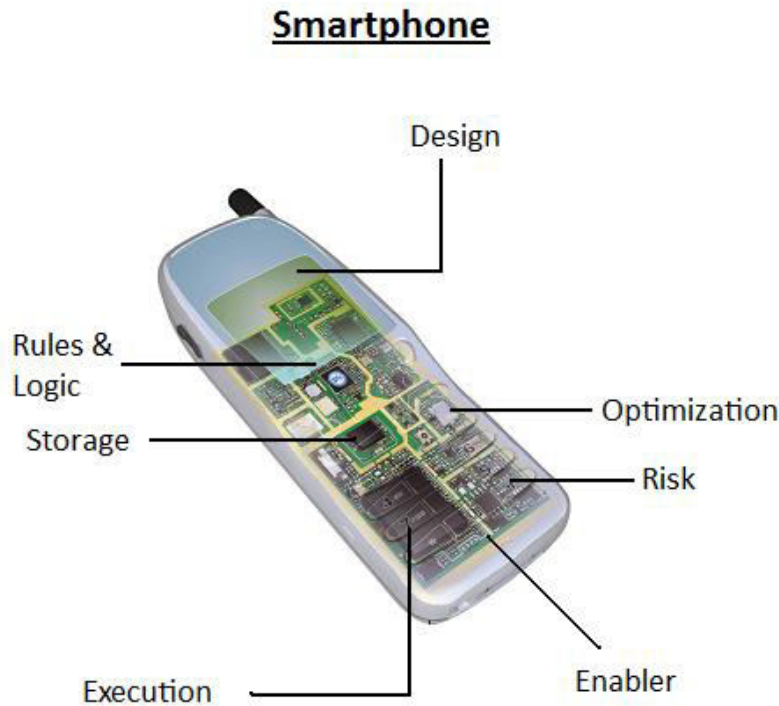 Smartphone
Design
Rules &
Logic
Optimization
Storage
Risk
Enabler
Execution